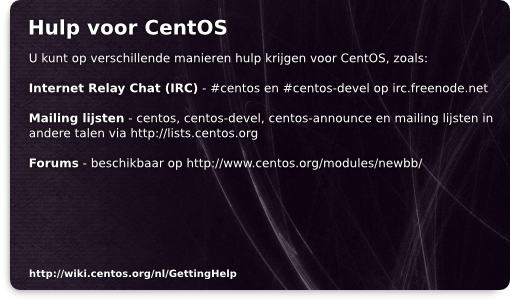 Hulp voor CentOS
U kunt op verschillende manieren hulp krijgen voor CentOS, zoals:
Internet Relay Chat (IRC) - #centos en #centos-devel op irc.freenode.net
Mailing lijsten - centos, centos-devel, centos-announce en mailing lijsten in
andere talen via http://lists.centos.org
Forums - beschikbaar op http://www.centos.org/modules/newbb/
http://wiki.centos.org/nl/GettingHelp